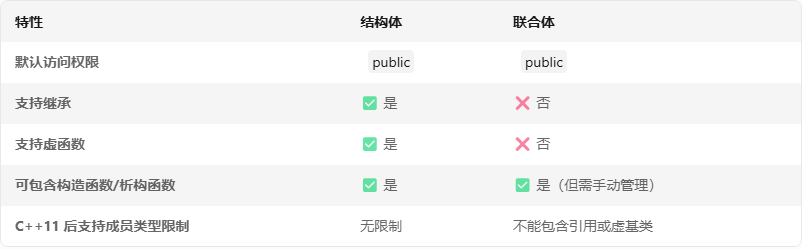 特性 结构体 联合体
默认访问权限 public public
支持继承 ✅ 是 ❌ 否
支持虚函数 ✅ 是 ❌ 否
可包含构造函数/析构函数 ✅ 是 ✅ 是（但需手动管理）
C++11 后支持成员类型限制 无限制 不能包含引用或虚基类